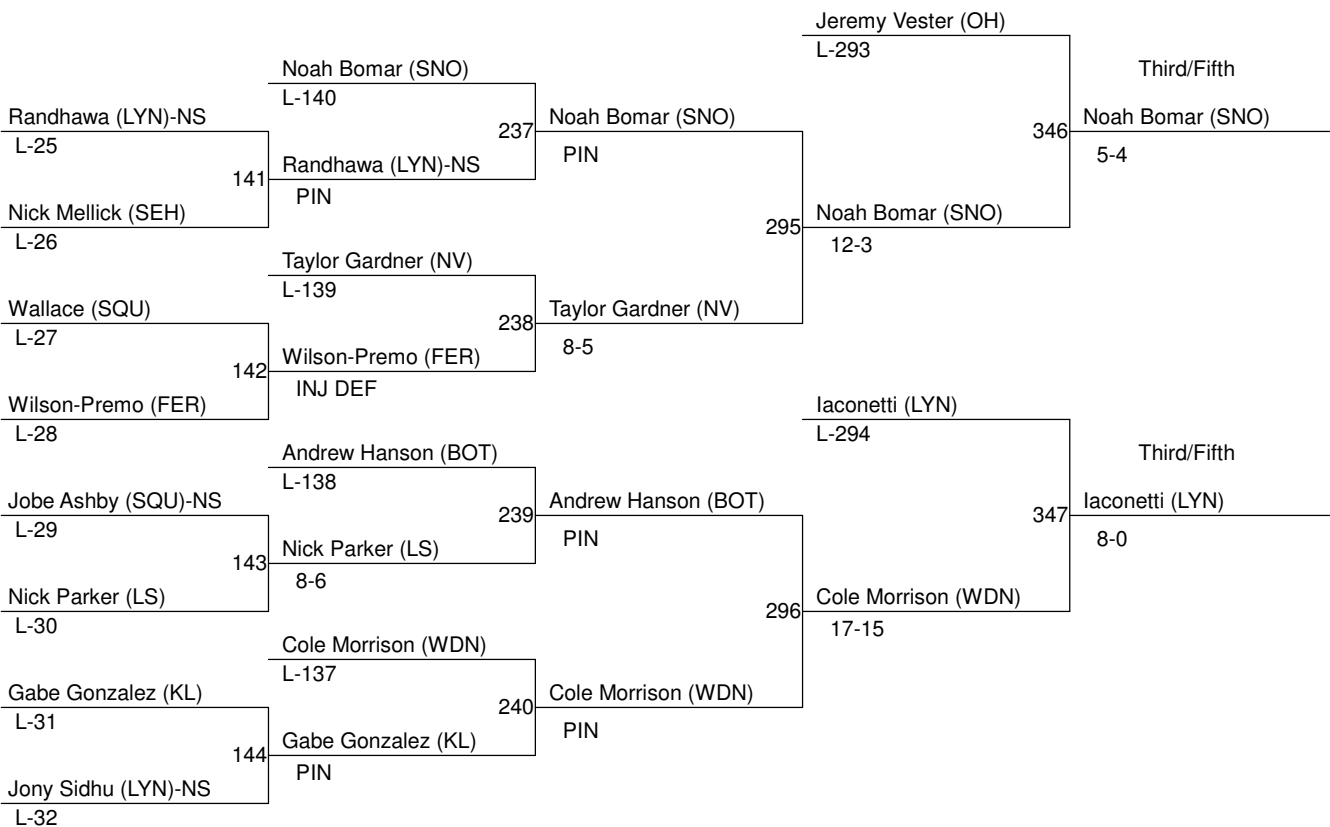 Jeremy Vester (OH)
L-293
Noah Bomar (SNO)
Third/Fifth
L-140
Randhawa (LYN)-NS
237
Noah Bomar (SNO)
346
Noah Bomar (SNO)
L-25
PIN
5-4
141
Randhawa (LYN)-NS
PIN
Nick Mellick (SEH)
295
Noah Bomar (SNO)
L-26
12-3
Taylor Gardner (NV)
L-139
Wallace (SQU)
238
Taylor Gardner (NV)
L-27
8-5
142
Wilson-Premo (FER)
INJ DEF
Wilson-Premo (FER)
Iaconetti (LYN)
L-28
L-294
Andrew Hanson (BOT)
Third/Fifth
L-138
Jobe Ashby (SQU)-NS
239
Andrew Hanson (BOT)
347
Iaconetti (LYN)
L-29
PIN
8-0
143
Nick Parker (LS)
8-6
Nick Parker (LS)
296
Cole Morrison (WDN)
L-30
17-15
Cole Morrison (WDN)
L-137
Gabe Gonzalez (KL)
240
Cole Morrison (WDN)
L-31
PIN
144
Gabe Gonzalez (KL)
PIN
Jony Sidhu (LYN)-NS
L-32